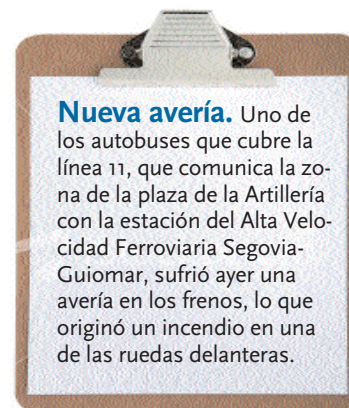 Nueva avería. Uno de
los autobuses que cubre la
línea 11, que comunica la zo-
na de la plaza de la Artillería
con la estación del Alta Velo-
cidad Ferroviaria Segovia-
Guiomar, sufrió ayer una
avería en los frenos, lo que
originó un incendio en una
de las ruedas delanteras.